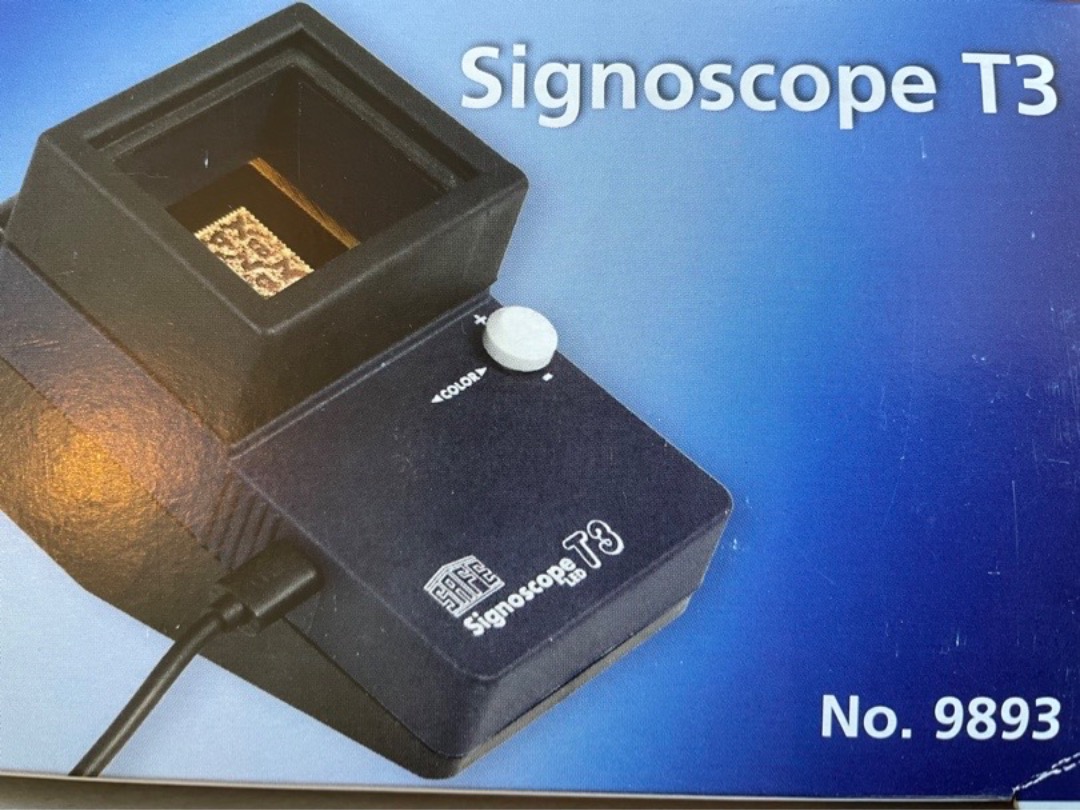 Signoscope T3
+
◄COLOR►
-
SAFE
Signoscope T3
LED
No. 9893